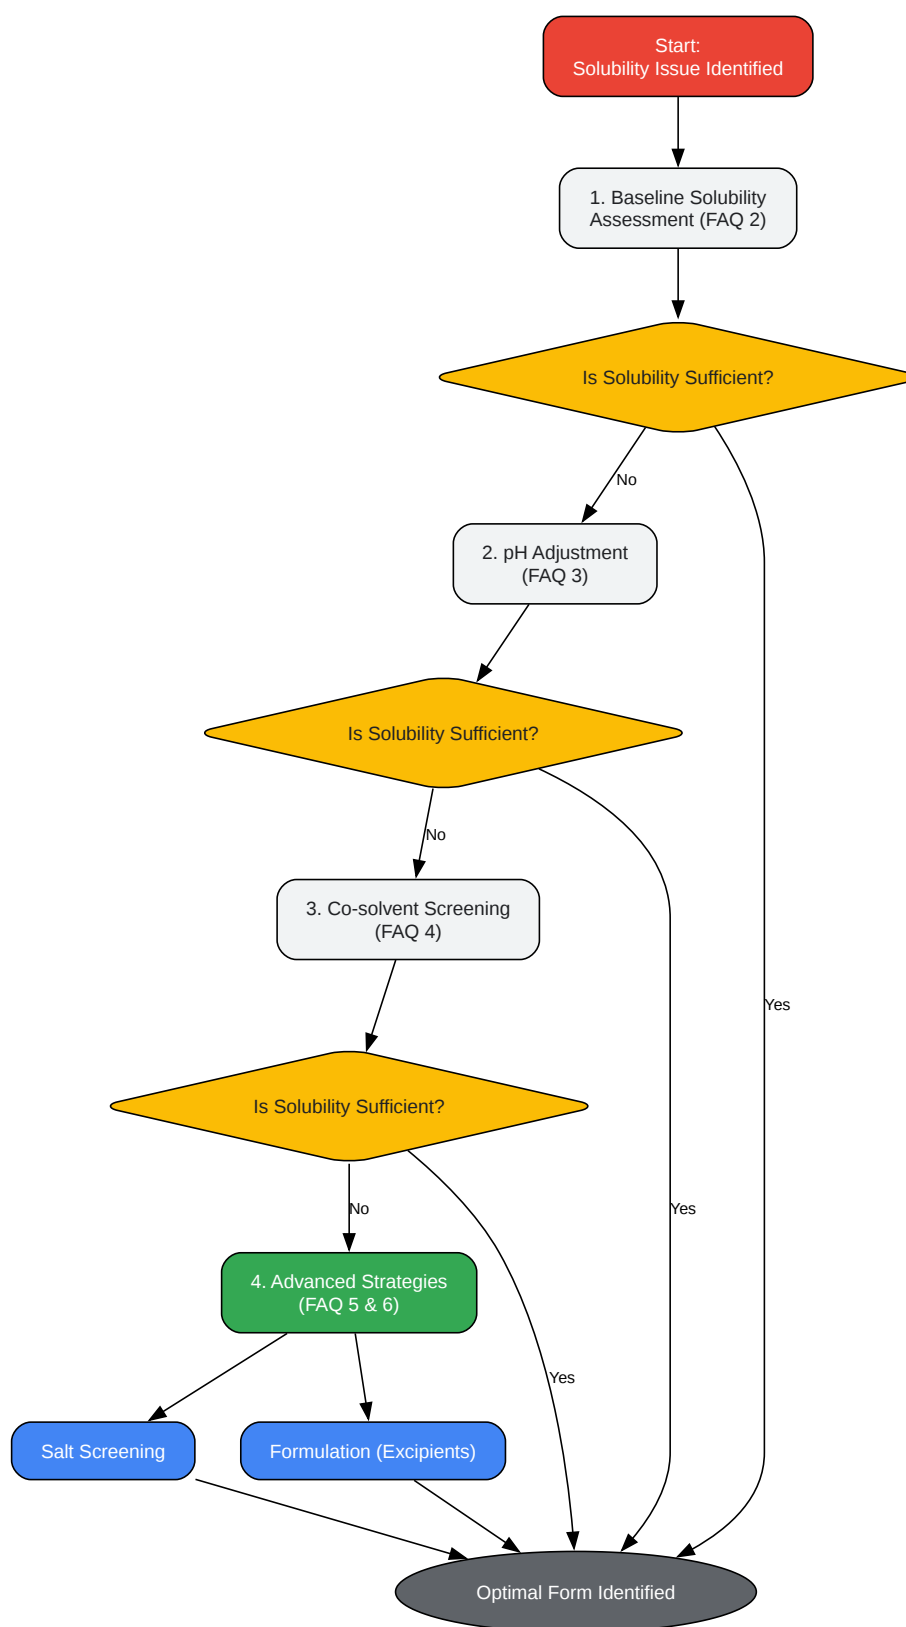 Start:
Solubility Issue Identified
1. Baseline Solubility
Assessment (FAQ 2)
Is Solubility Sufficient?
No
2. pH Adjustment
(FAQ 3)
Is Solubility Sufficient?
No
3. Co-solvent Screening
(FAQ 4)
Yes
Is Solubility Sufficient?
No
Yes
4. Advanced Strategies
(FAQ 5 & 6)
Yes
Salt Screening
Formulation (Excipients)
Optimal Form Identified